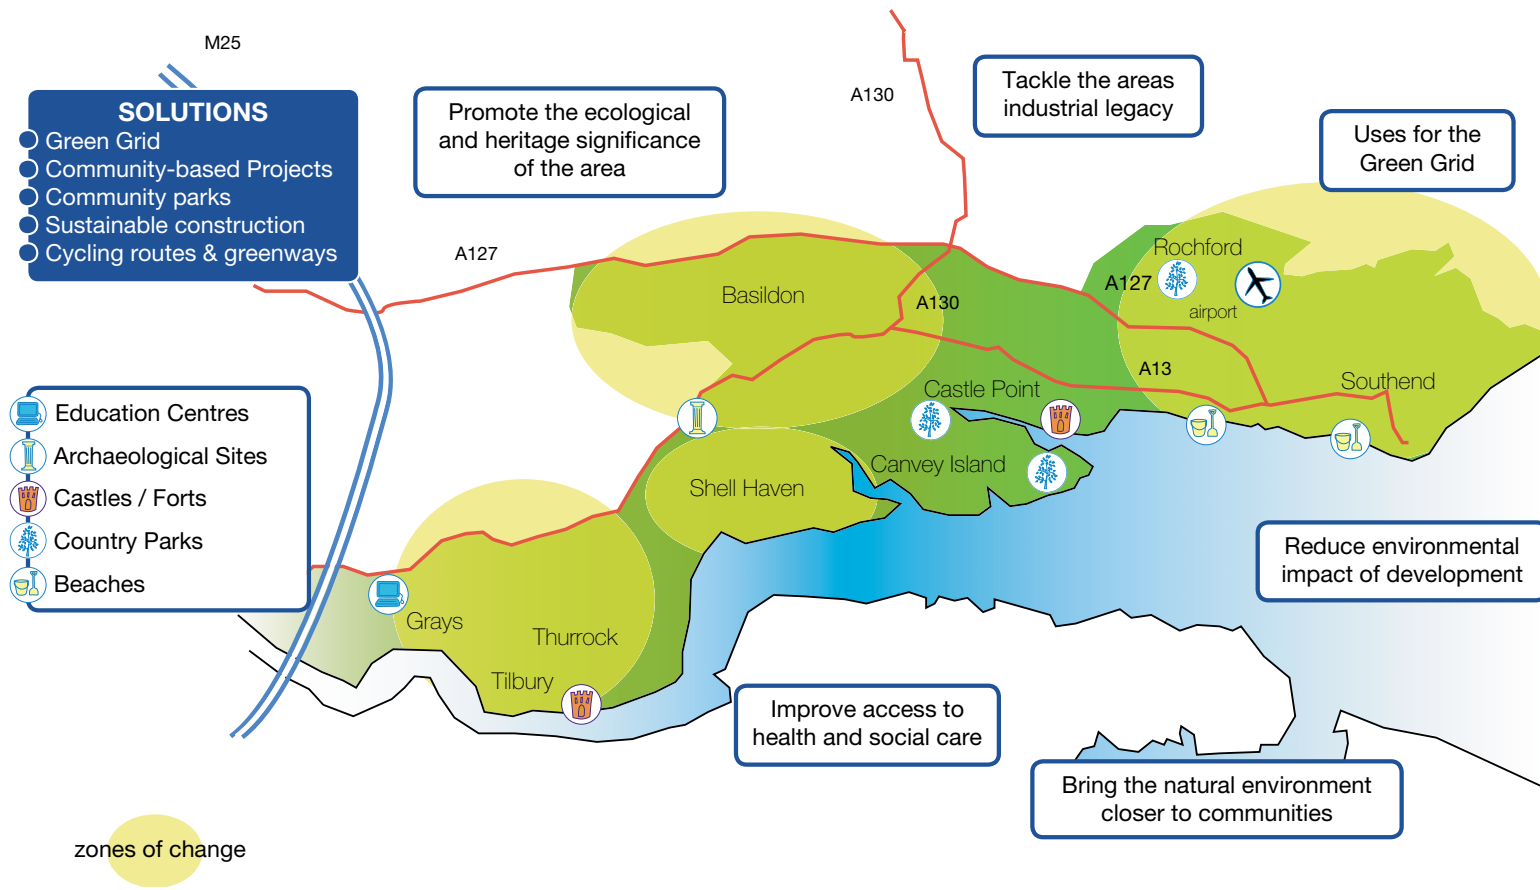 M25
SOLUTIONS
Green Grid
Community-based Projects
Community parks
Sustainable construction
Cycling routes & greenways
Promote the ecological
and heritage significance
of the area
A130
Tackle the areas
industrial legacy
Uses for the
Green Grid
A127
Basildon
A130
Rochford
A127
airport
A13
Castle Point
Southend
Canvey Island
Shell Haven
Education Centres
Archaeological Sites
Castles / Forts
Country Parks
Beaches
Grays
Thurrock
Tilbury
Reduce environmental
impact of development
Improve access to
health and social care
Bring the natural environment
closer to communities
zones of change